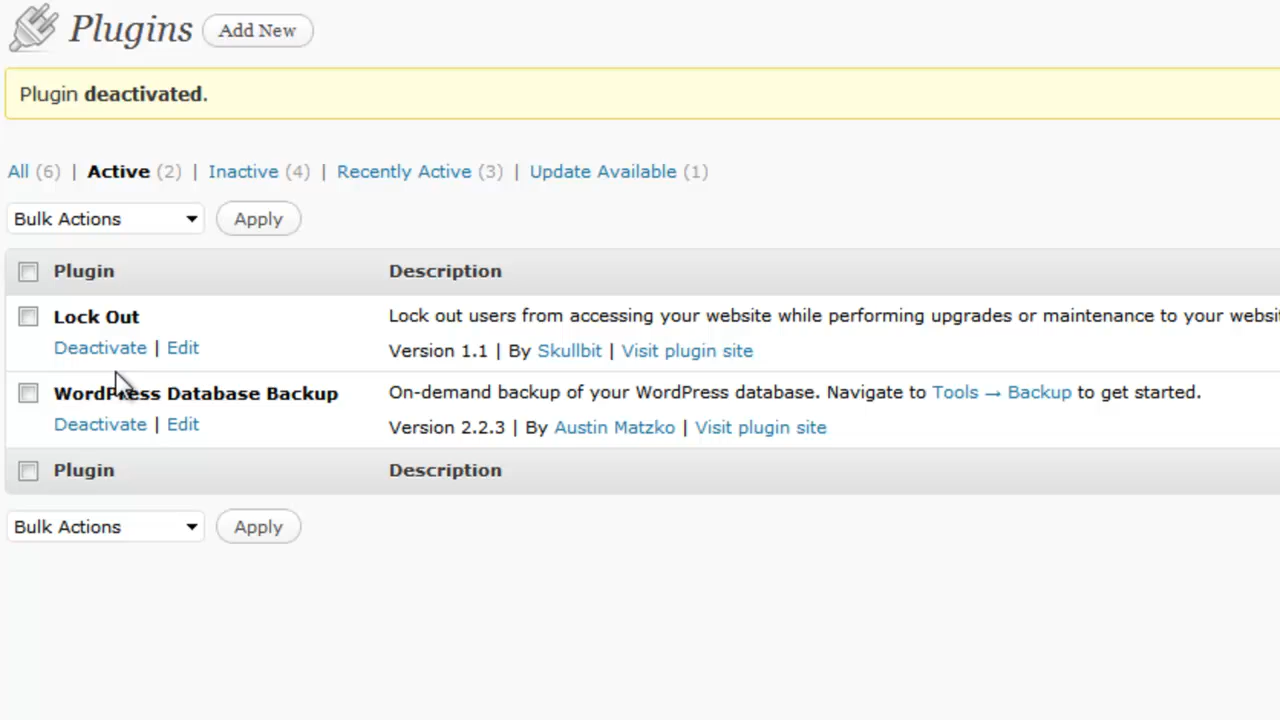 Plugins Add New
Plugin deactivated.
All (6) | Active (2) | Inactive (4) | Recently Active (3) | Update Available (1)
Bulk Actions Apply
Plugin Description
Lock Out Lock out users from accessing your website while performing upgrades or maintenance to your websi
Deactivate | Edit Version 1.1 | By Skullbit | Visit plugin site
WordPress Database Backup On-demand backup of your WordPress database. Navigate to Tools → Backup to get started.
Deactivate | Edit Version 2.2.3 | By Austin Matzko | Visit plugin site
Plugin Description
Bulk Actions Apply